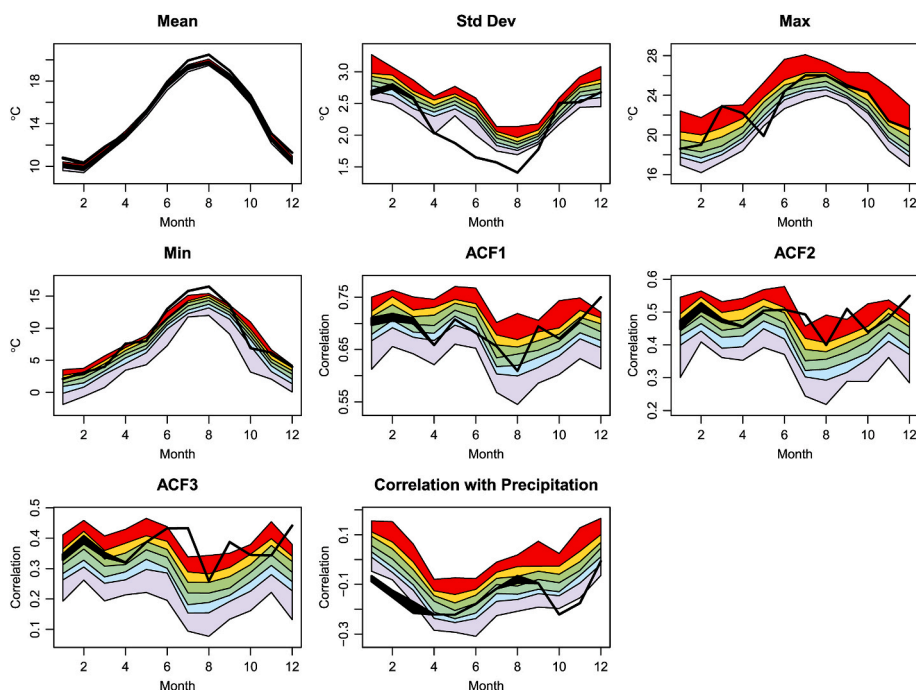 Mean
Std Dev
Max
°C
10
14
18
2 4 6 8 10 12
Month
°C
1.5
2.0
2.5
3.0
2 4 6 8 10 12
Month
°C
16
20
24
28
2 4 6 8 10 12
Month
Min
ACF1
ACF2
°C
0
5
10
15
2 4 6 8 10 12
Month
Correlation
0.55
0.65
0.75
2 4 6 8 10 12
Month
Correlation
0.2
0.3
0.4
0.5
0.6
2 4 6 8 10 12
Month
ACF3
Correlation with Precipitation
Correlation
0.1
0.2
0.3
0.4
0.5
2 4 6 8 10 12
Month
Correlation
−0.3
−0.1
0.1
2 4 6 8 10 12
Month